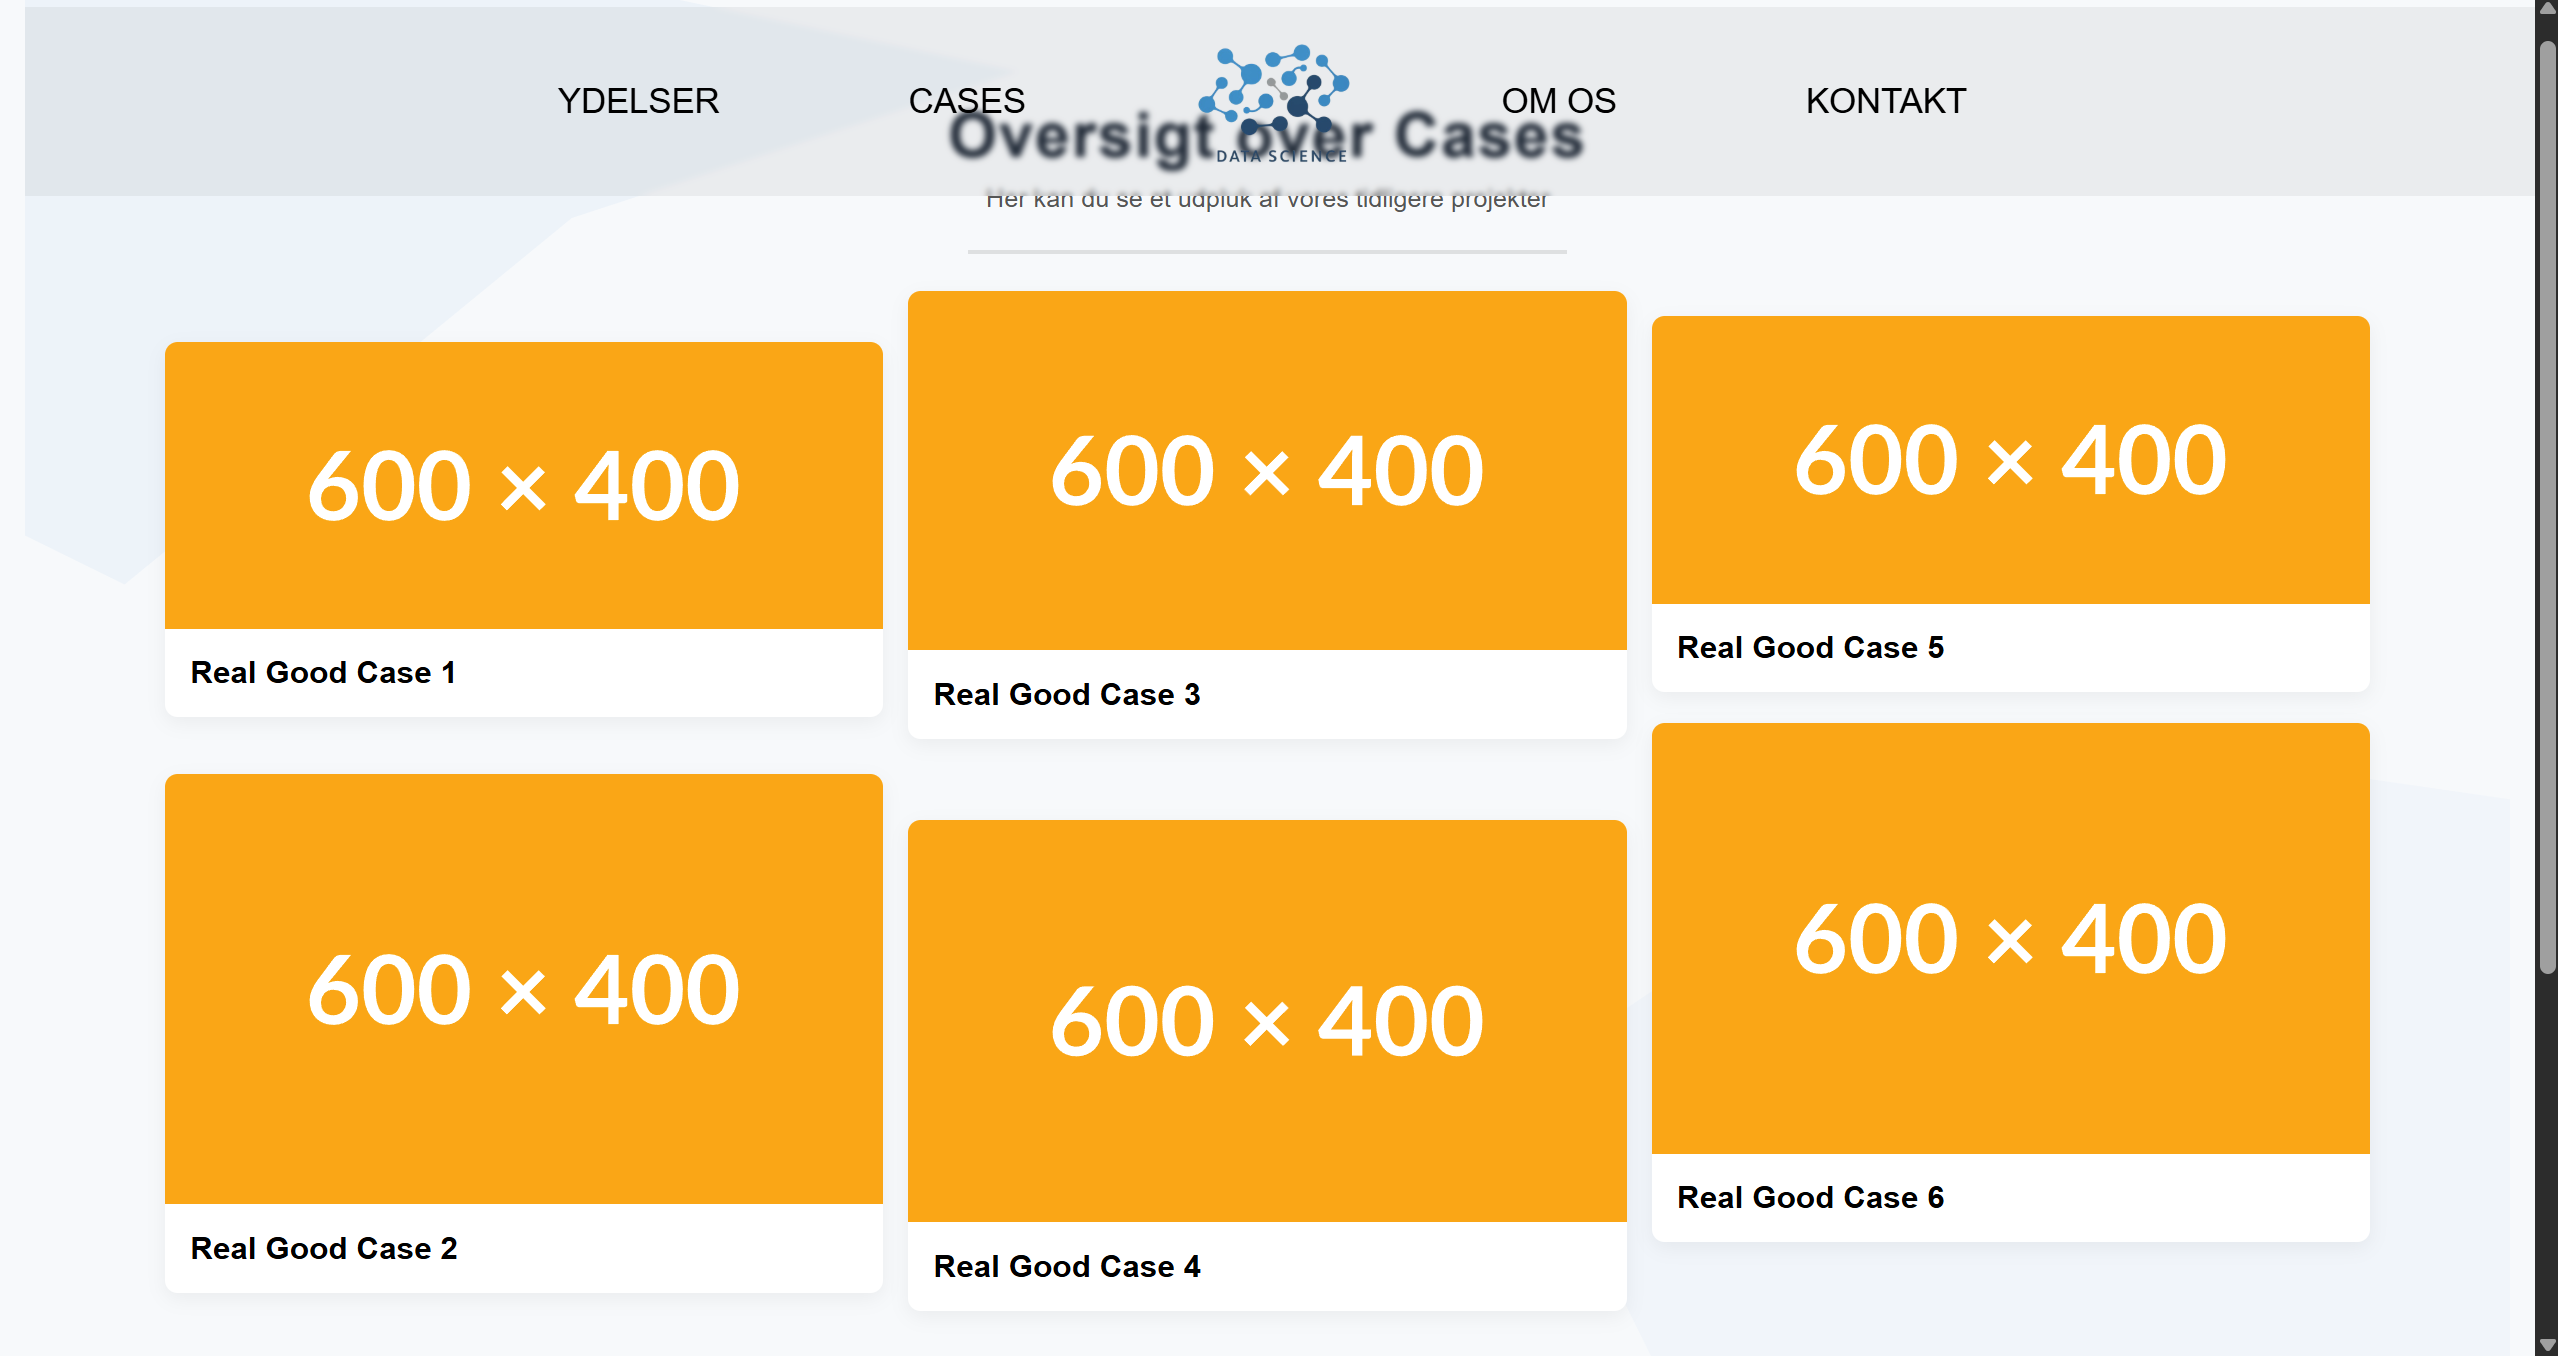 YDELSER
CASES
DATA SCIENCE
OM OS
KONTAKT
Oversigt over Cases
Her kan du se et udpluk af vores tidligere projekter
600 × 400
Real Good Case 1
600 × 400
Real Good Case 2
600 × 400
Real Good Case 3
600 × 400
Real Good Case 4
600 × 400
Real Good Case 5
600 × 400
Real Good Case 6